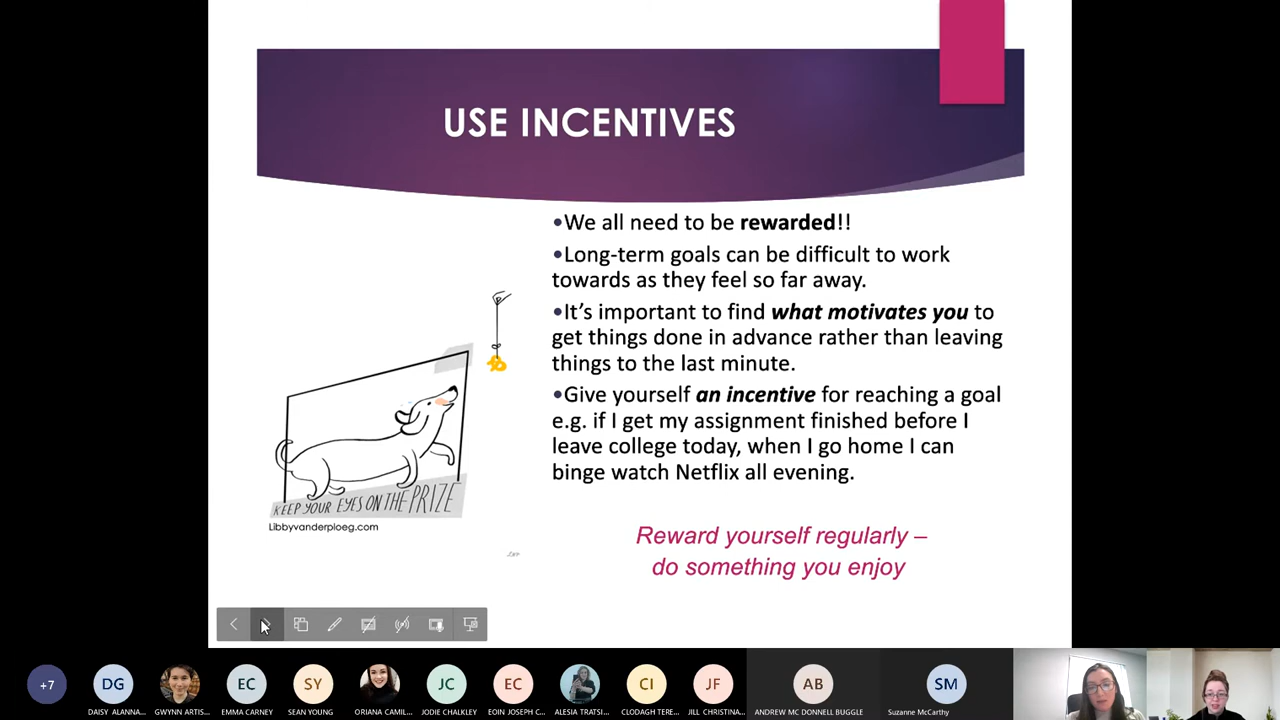 USE INCENTIVES
•We all need to be rewarded!!
•Long-term goals can be difficult to work
towards as they feel so far away.
•It’s important to find what motivates you to
get things done in advance rather than leaving
things to the last minute.
•Give yourself an incentive for reaching a goal
e.g. if I get my assignment finished before I
leave college today, when I go home I can
binge watch Netflix all evening.
KEEP YOUR EYES ON THE PRIZE
Libbyvanderploeg.com
Reward yourself regularly –
do something you enjoy
+7
DG
EC
SY
JC
EC
CI
JF
AB
SM
DAISY ALANNA...
GWYNN ARTIS...
EMMA CARNEY
SEAN YOUNG
ORIANA CAMIL...
JODIE CHALKLEY
EOIN JOSEPH C...
ALESIA TRATSI...
CLODAGH TERE...
JILL CHRISTINA...
ANDREW MC DONNELL BUGGLE
Suzanne McCarthy